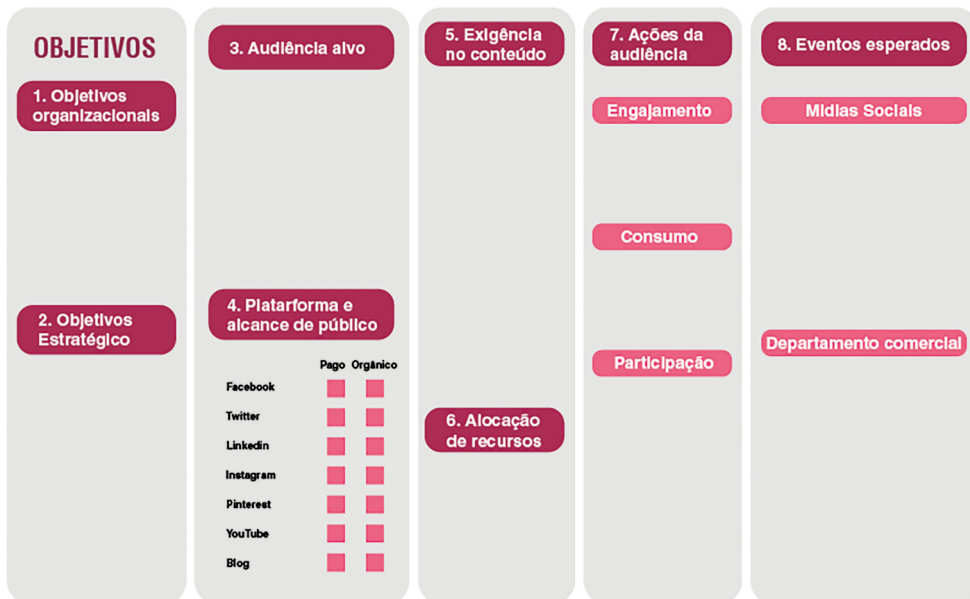 OBJETIVOS
1. Objetivos
organizacionais
2. Objetivos
Estratégico
3. Audiência alvo
4. Platarforma e
alcance de público
Pago Orgânico
Facebook
Twitter
Linkedin
Instagram
Pinterest
YouTube
Blog
5. Exigência
no conteúdo
6. Alocação
de recursos
7. Ações da
audiência
Engajamento
Consumo
Participação
8. Eventos esperados
Midias Sociais
Departamento comercial